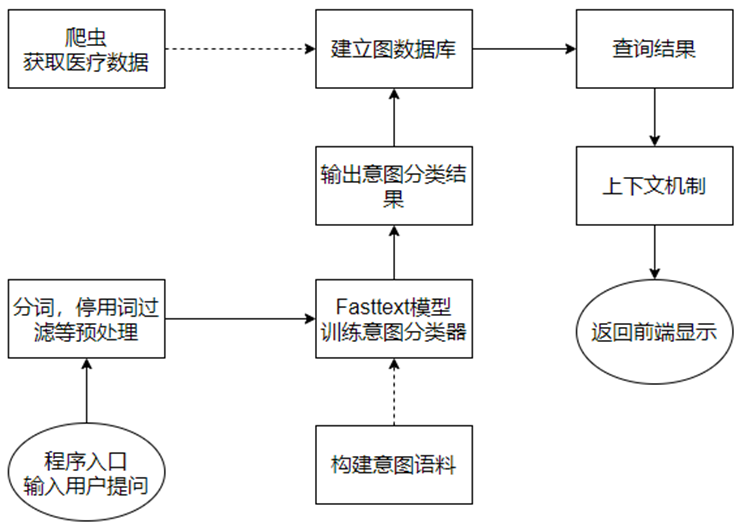 爬虫
获取医疗数据
建立图数据库
查询结果
输出意图分类结
果
上下文机制
分词，停用词过
滤等预处理
Fasttext模型
训练意图分类器
返回前端显示
程序入口
输入用户提问
构建意图语料